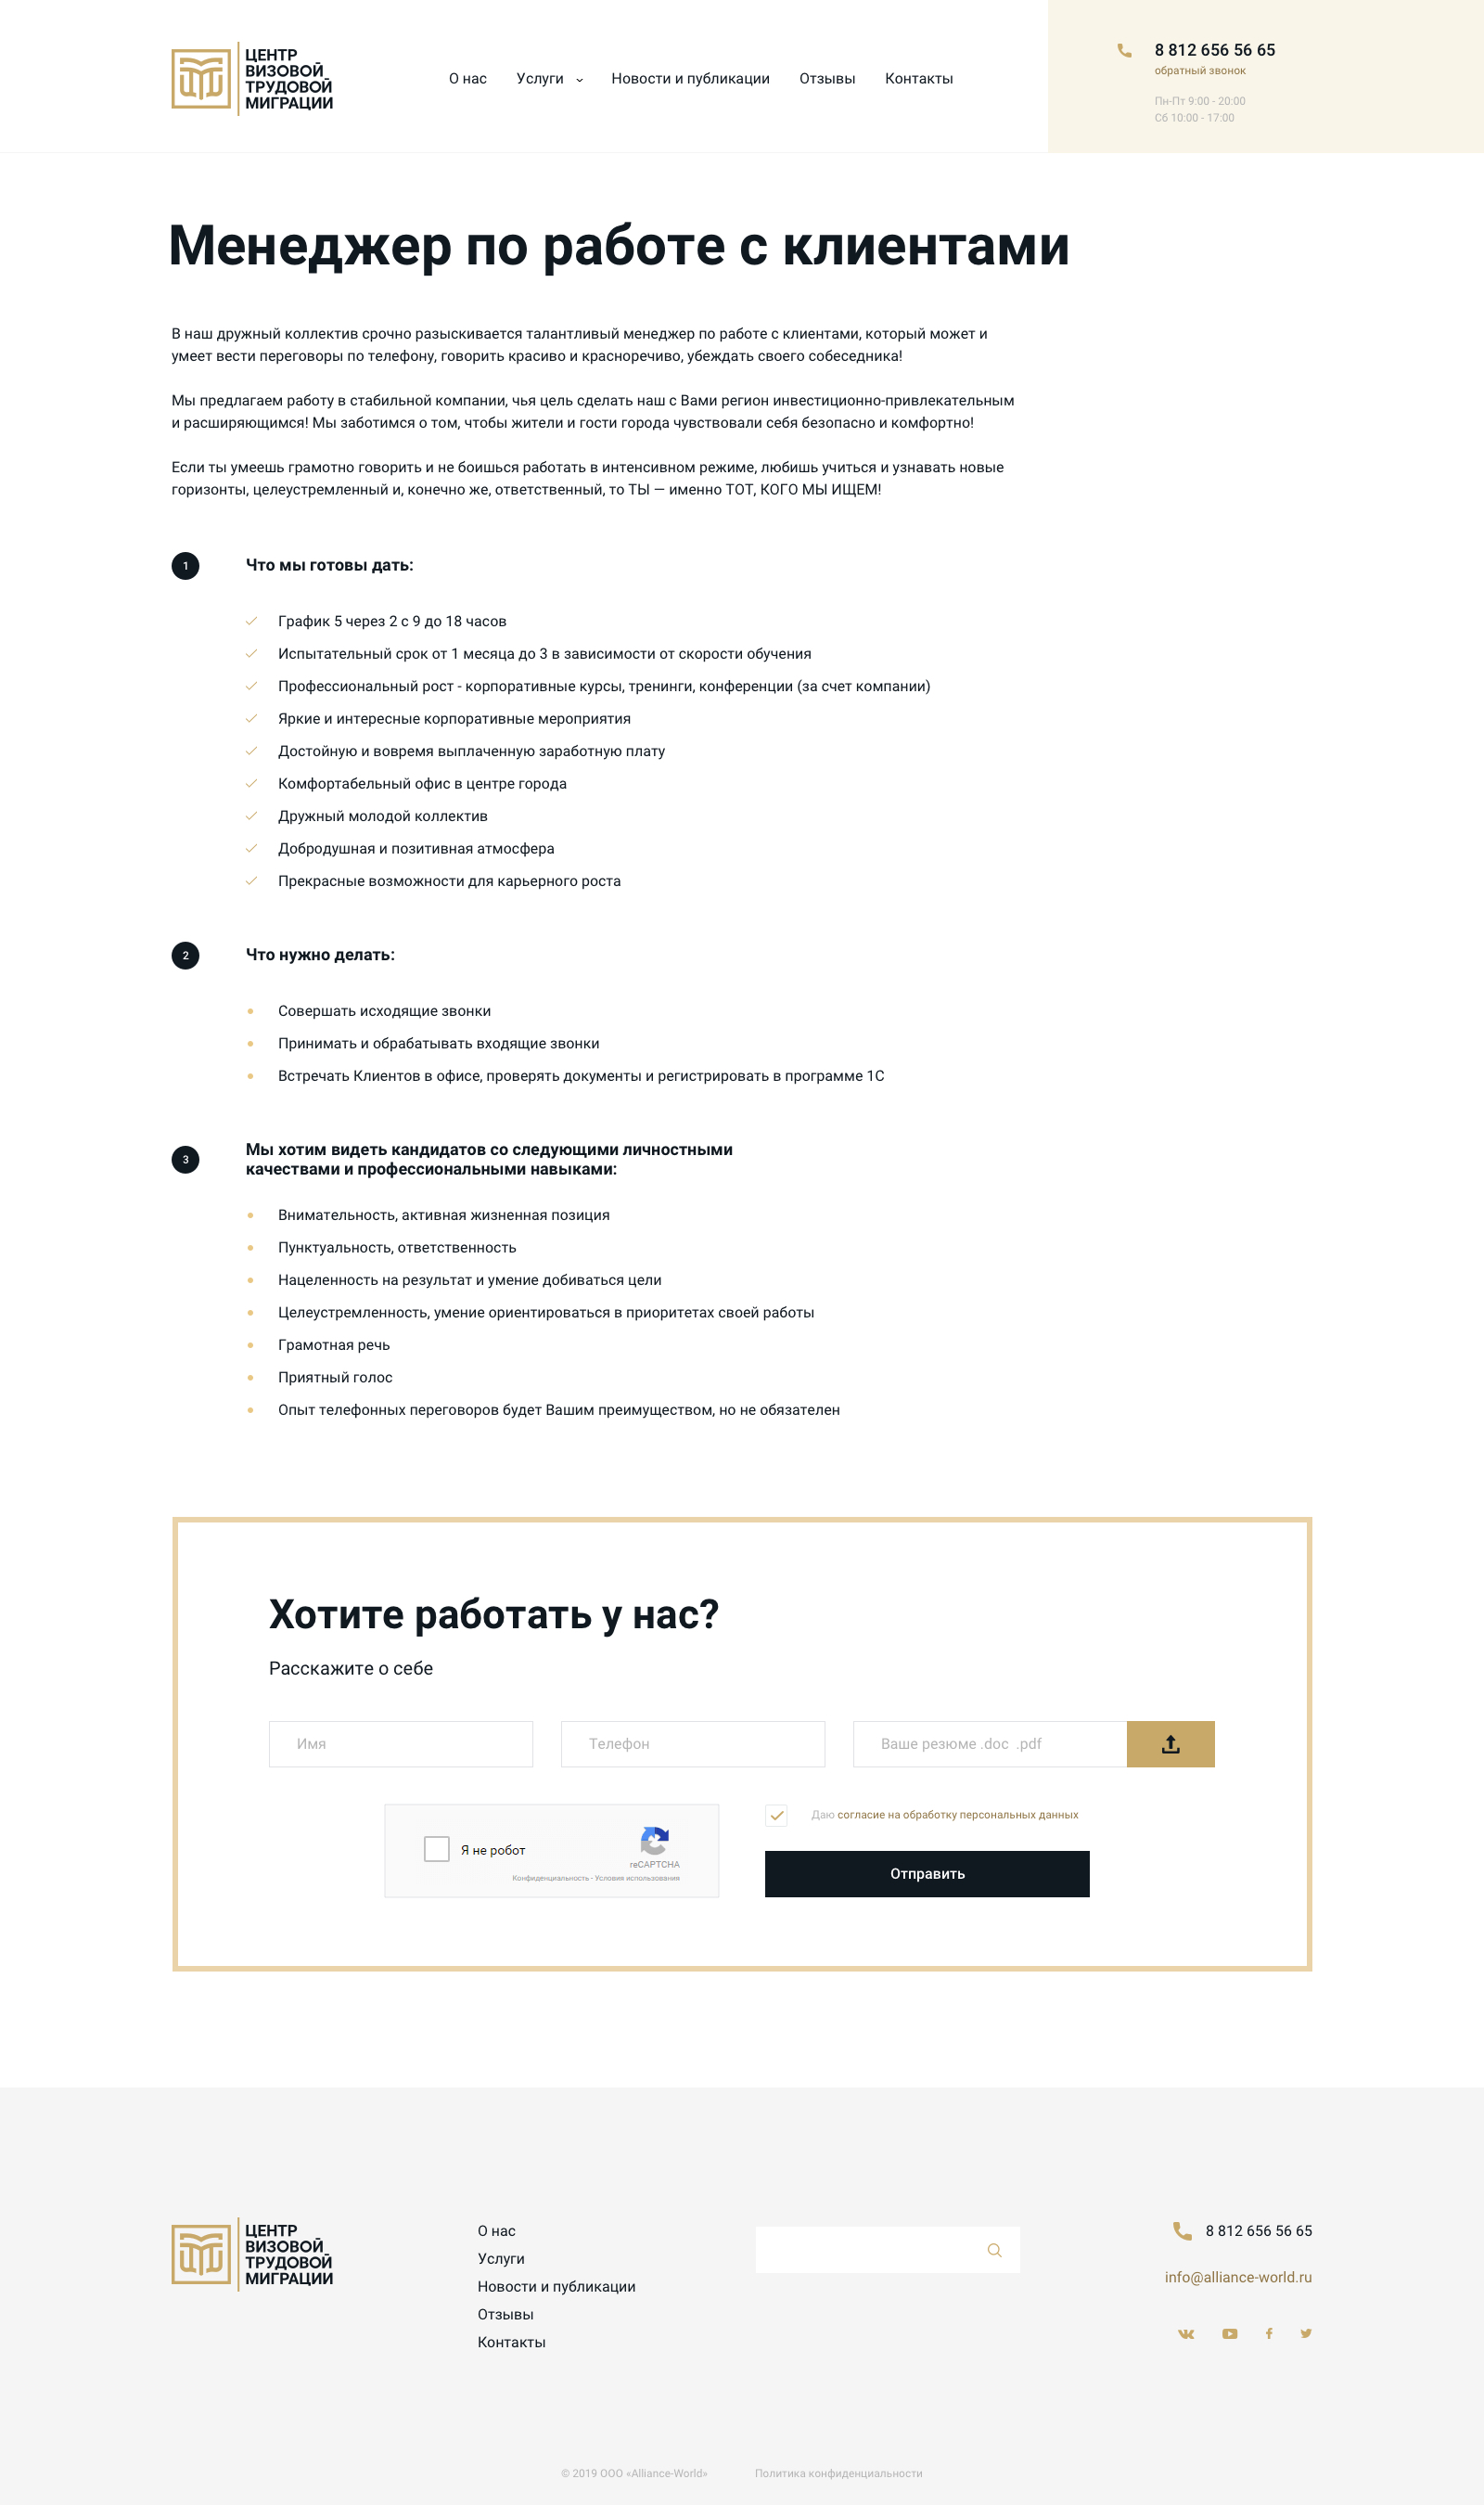 ЦЕНТР
ВИЗОВОЙ
ТРУДОВОЙ
МИГРАЦИИ
О нас Услуги Новости и публикации Отзывы Контакты
8 812 656 56 65
обратный звонок
Пн-Пт 9:00 - 20:00
Сб 10:00 - 17:00
Менеджер по работе с клиентами
В наш дружный коллектив срочно разыскивается талантливый менеджер по работе с клиентами, который может и
умеет вести переговоры по телефону, говорить красиво и красноречиво, убеждать своего собеседника!
Мы предлагаем работу в стабильной компании, чья цель сделать наш с Вами регион инвестиционно-привлекательным
и расширяющимся! Мы заботимся о том, чтобы жители и гости города чувствовали себя безопасно и комфортно!
Если ты умеешь грамотно говорить и не боишься работать в интенсивном режиме, любишь учиться и узнавать новые
горизонты, целеустремленный и, конечно же, ответственный, то ТЫ — именно ТОТ, КОГО МЫ ИЩЕМ!
1 Что мы готовы дать:
График 5 через 2 с 9 до 18 часов
Испытательный срок от 1 месяца до 3 в зависимости от скорости обучения
Профессиональный рост - корпоративные курсы, тренинги, конференции (за счет компании)
Яркие и интересные корпоративные мероприятия
Достойную и вовремя выплаченную заработную плату
Комфортабельный офис в центре города
Дружный молодой коллектив
Добродушная и позитивная атмосфера
Прекрасные возможности для карьерного роста
2 Что нужно делать:
Совершать исходящие звонки
Принимать и обрабатывать входящие звонки
Встречать Клиентов в офисе, проверять документы и регистрировать в программе 1С
3 Мы хотим видеть кандидатов со следующими личностными
качествами и профессиональными навыками:
Внимательность, активная жизненная позиция
Пунктуальность, ответственность
Нацеленность на результат и умение добиваться цели
Целеустремленность, умение ориентироваться в приоритетах своей работы
Грамотная речь
Приятный голос
Опыт телефонных переговоров будет Вашим преимуществом, но не обязателен
Хотите работать у нас?
Расскажите о себе
Имя Телефон Ваше резюме .doc .pdf
Я не робот
reCAPTCHA
Конфиденциальность - Условия использования
Даю согласие на обработку персональных данных
Отправить
ЦЕНТР
ВИЗОВОЙ
ТРУДОВОЙ
МИГРАЦИИ
О нас
Услуги
Новости и публикации
Отзывы
Контакты
8 812 656 56 65
info@alliance-world.ru
© 2019 ООО «Alliance-World» Политика конфиденциальности